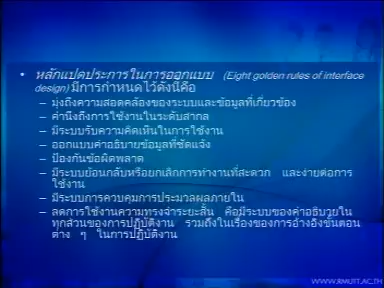 • หลักแปดประการในการออกแบบ (Eight golden rules of interface
design) มีการกำหนดไว้ดังนี้คือ
– มุ่งถึงความสอดคล้องของระบบและข้อมูลที่เกี่ยวข้อง
– คำนึงถึงการใช้งานในระดับสากล
– มีระบบรับความคิดเห็นในการใช้งาน
– ออกแบบคำอธิบายข้อมูลที่ชัดแจ้ง
– ป้องกันข้อผิดพลาด
– มีระบบย้อนกลับหรือยกเลิกการทำงานที่สะดวก และง่ายต่อการ
ใช้งาน
– มีระบบการควบคุมการประมวลผลภายใน
– ลดการใช้งานความทรงจำระยะสั้น คือมีระบบของคำอธิบายใน
ทุกส่วนของการปฏิบัติงาน รวมถึงในเรื่องของการอ้างอิงขั้นตอน
ต่าง ๆ ในการปฏิบัติงาน
WWW.RMUTT.AC.TH